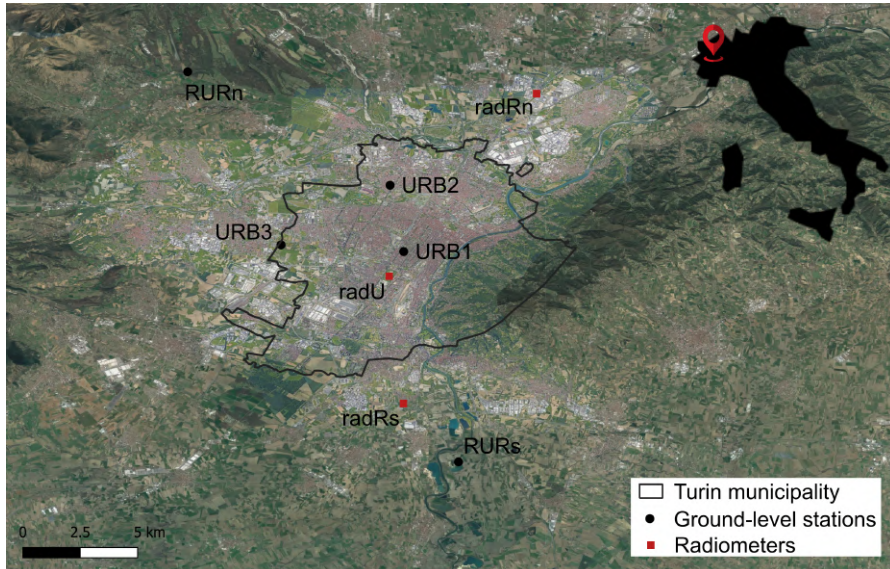 RURn
radRn
URB2
URB3
URB1
radU
radRs
RURs
Turin municipality
Ground-level stations
Radiometers
0 2.5 5 km